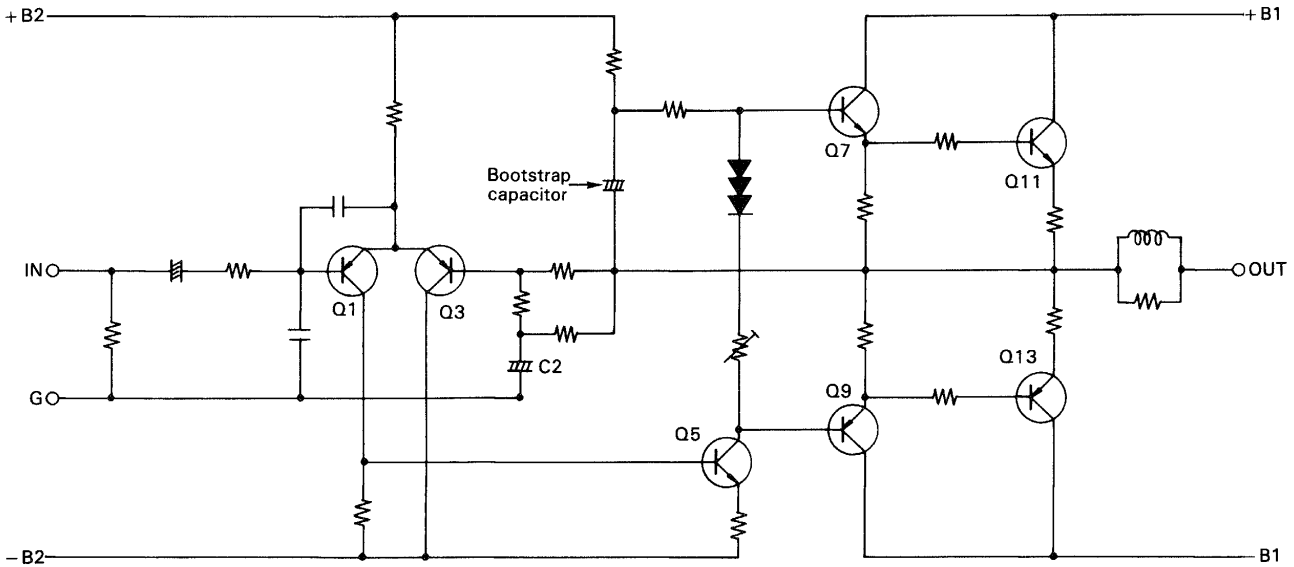 +B2
+B1
Q7
Q11
Bootstrap
capacitor
IN
Q1
Q3
OUT
C2
G
Q13
Q9
Q5
−B2
B1